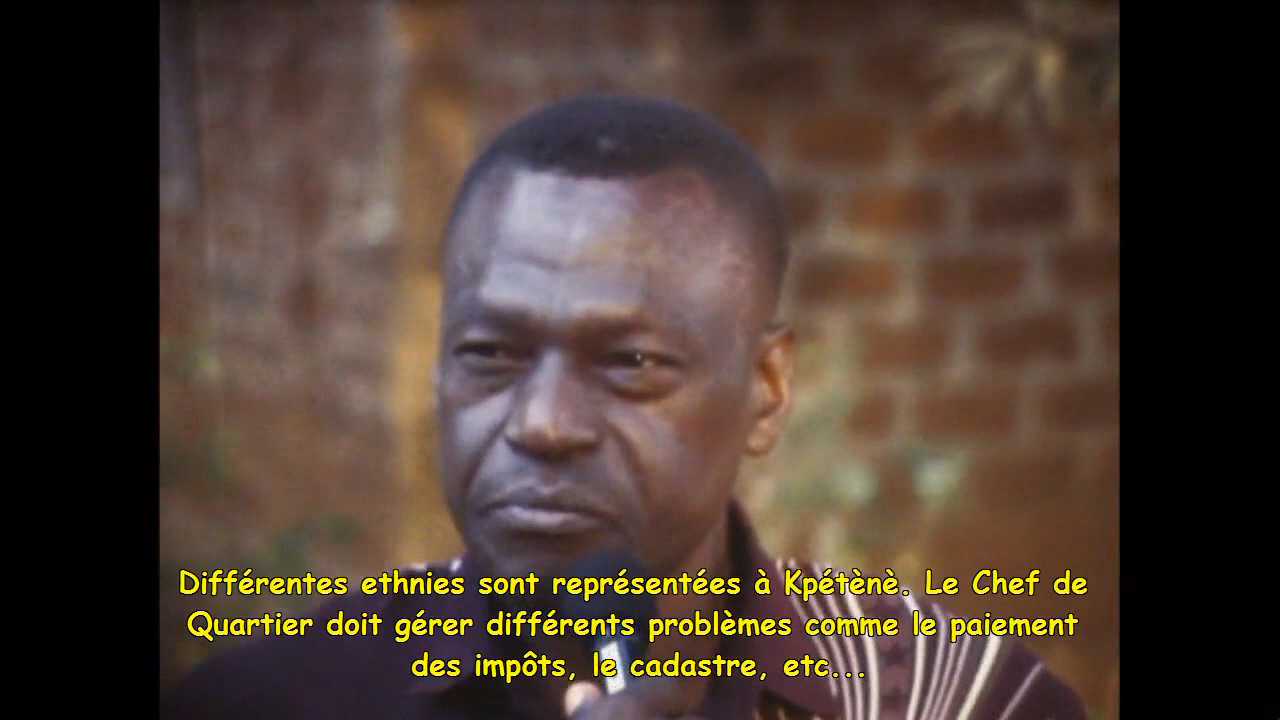 Différentes ethnies sont représentées à Kpétènè. Le Chef de
Quartier doit gérer différents problèmes comme le paiement
des impôts, le cadastre, etc...